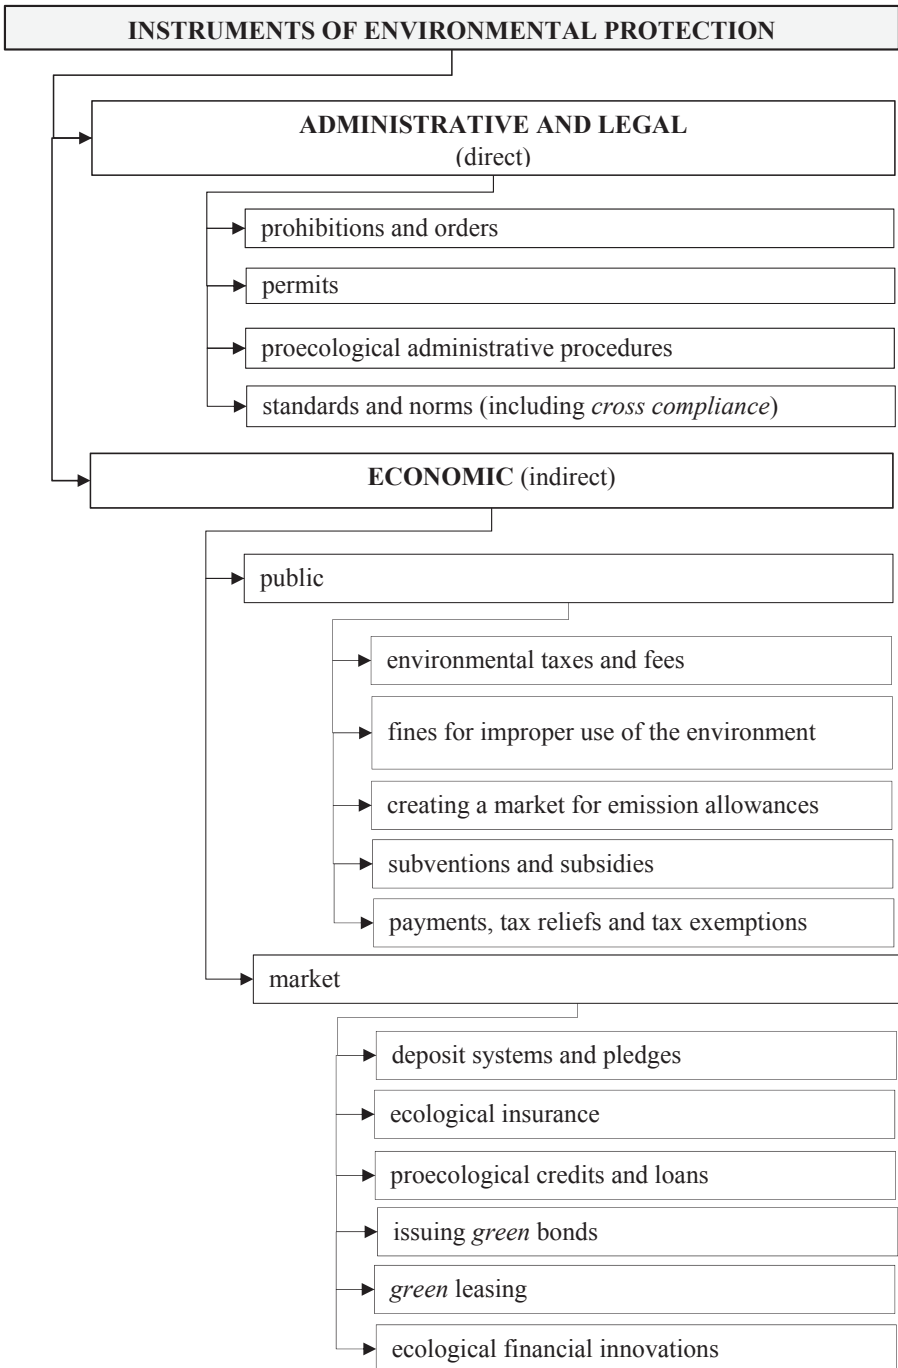 INSTRUMENTS OF ENVIRONMENTAL PROTECTION
ADMINISTRATIVE AND LEGAL
(direct)
prohibitions and orders
permits
proecological administrative procedures
standards and norms (including cross compliance)
ECONOMIC (indirect)
public
environmental taxes and fees
fines for improper use of the environment
creating a market for emission allowances
subventions and subsidies
payments, tax reliefs and tax exemptions
market
deposit systems and pledges
ecological insurance
proecological credits and loans
issuing green bonds
green leasing
ecological financial innovations